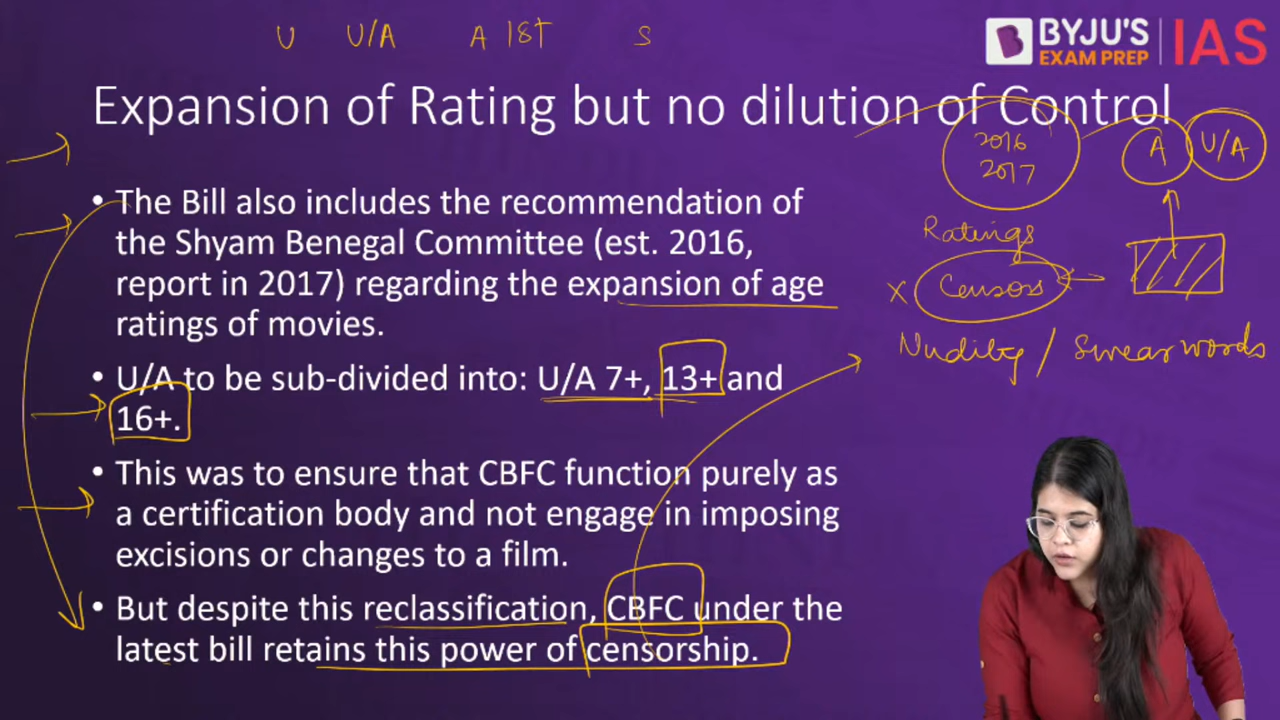 U U/A A 18+ S
BYJU'S
EXAM PREP
IAS
Expansion of Rating but no dilution of Control
• The Bill also includes the recommendation of
the Shyam Benegal Committee (est. 2016,
report in 2017) regarding the expansion of age
ratings of movies.
• U/A to be sub-divided into: U/A 7+, 13+ and
16+.
• This was to ensure that CBFC function purely as
a certification body and not engage in imposing
excisions or changes to a film.
• But despite this reclassification, CBFC under the
latest bill retains this power of censorship.
2016
2017
A U/A
Ratings
X Censors
Nudity / Swear words